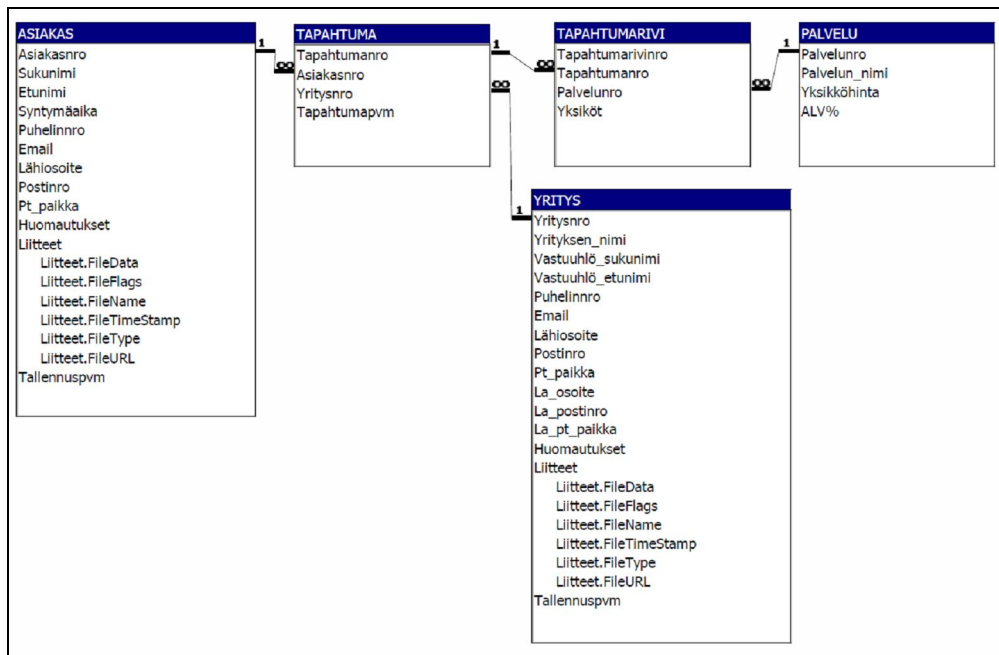 ASIAKAS
Asiakasnro
Sukunimi
Etunimi
Syntymäaika
Puhelinnro
Email
Lähiosoite
Postinro
Pt_paikka
Huomautukset
Liitteet
Liitteet.FileData
Liitteet.FileFlags
Liitteet.FileName
Liitteet.FileTimeStamp
Liitteet.FileType
Liitteet.FileURL
Tallennuspvm
1
∞
TAPAHTUMA
Tapahtumanro
Asiakasnro
Yritysnro
Tapahtumapvm
1
∞
∞
1
TAPAHTUMARIVI
Tapahtumarivinro
Tapahtumanro
Palvelunro
Yksiköt
∞
1
PALVELU
Palvelunro
Palvelun_nimi
Yksikköhinta
ALV%
YRITYS
Yritysnro
Yrityksen_nimi
Vastuuhlö_sukunimi
Vastuuhlö_etunimi
Puhelinnro
Email
Lähiosoite
Postinro
Pt_paikka
La_osoite
La_postinro
La_pt_paikka
Huomautukset
Liitteet
Liitteet.FileData
Liitteet.FileFlags
Liitteet.FileName
Liitteet.FileTimeStamp
Liitteet.FileType
Liitteet.FileURL
Tallennuspvm